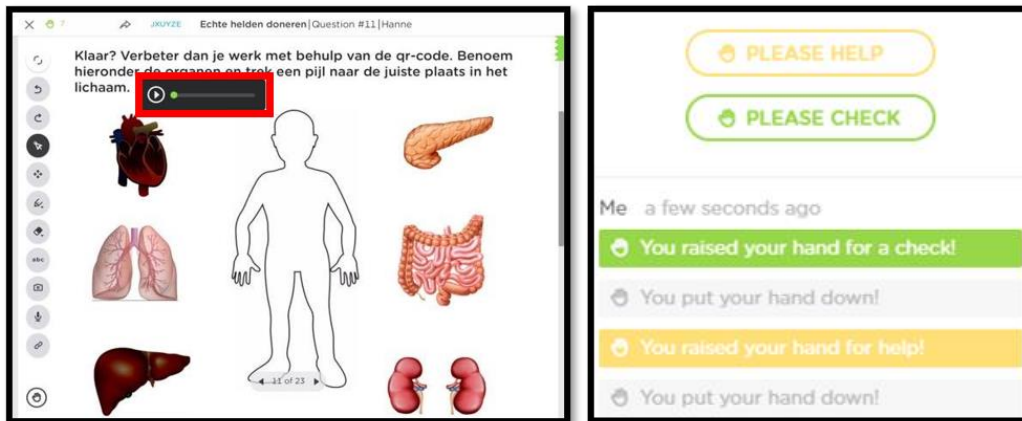 7 JXUYZE Echte helden doneren|Question #11|Hanne
Klaar? Verbeter dan je werk met behulp van de qr-code. Benoem
hieronder de organen en trek een pijl naar de juiste plaats in het
lichaam.
abc
11 of 23
PLEASE HELP
PLEASE CHECK
Me a few seconds ago
You raised your hand for a check!
You put your hand down!
You raised your hand for help!
You put your hand down!